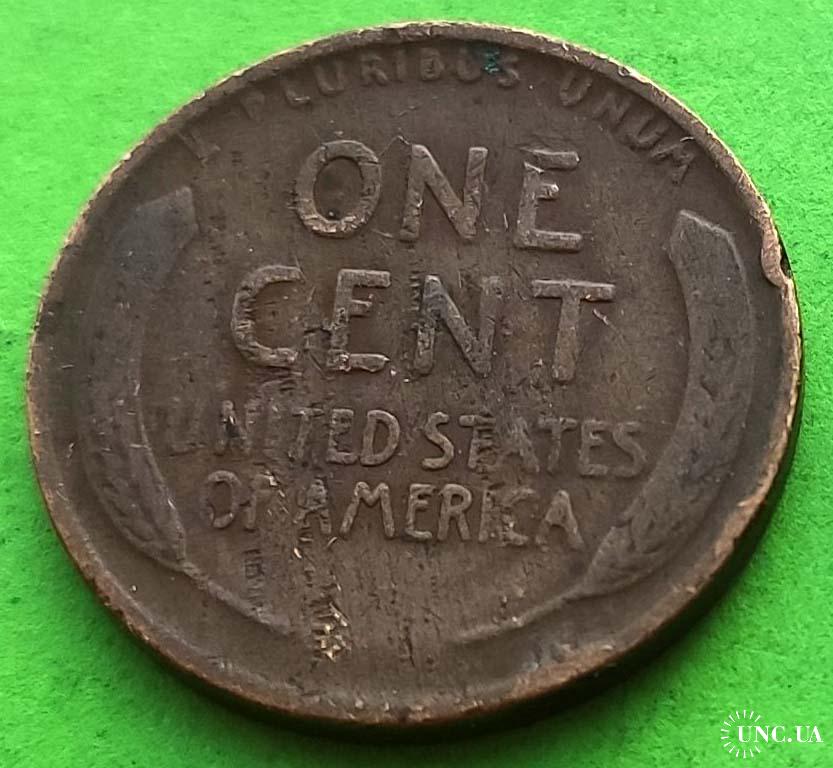 E PLURIBUS UNUM
ONE
CENT
UNITED STATES
OF AMERICA
UNC.UA